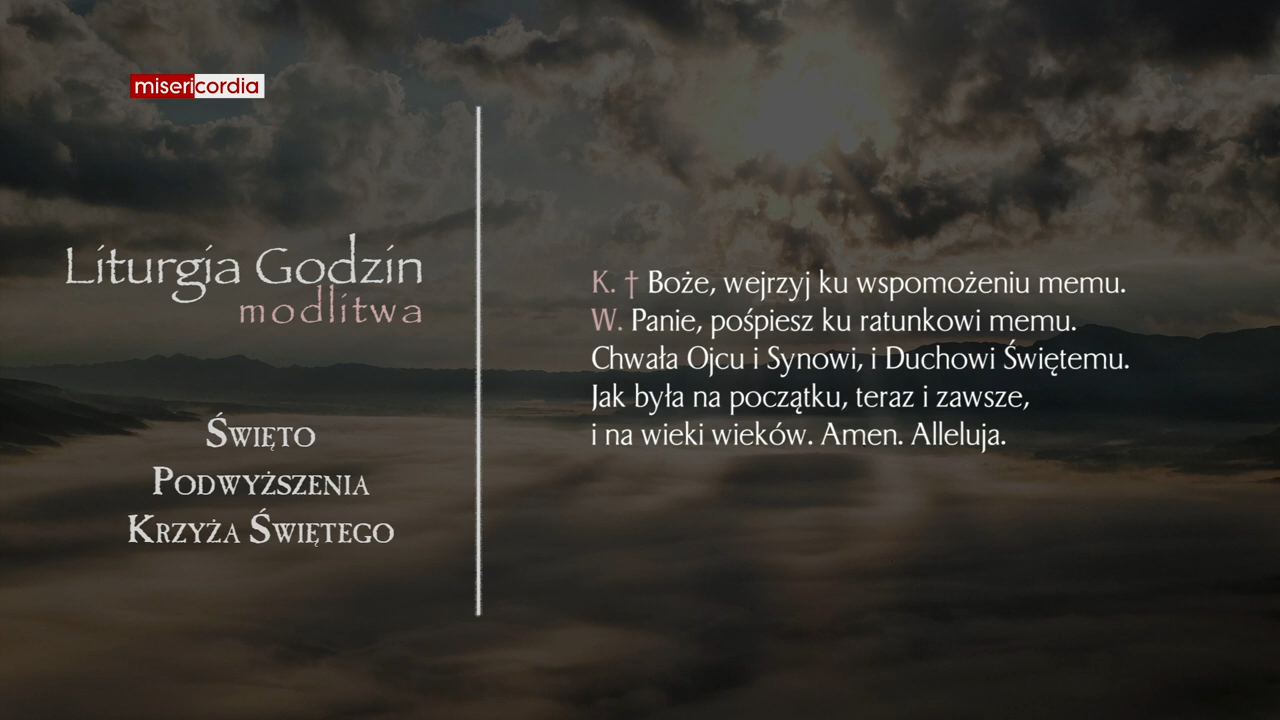 misericordia
Liturgia Godzin
modlitwa
Święto
Podwyższenia
Krzyża Świętego
K. † Boże, wejrzyj ku wspomożeniu memu.
W. Panie, pośpiesz ku ratunkowi memu.
Chwała Ojcu i Synowi, i Duchowi Świętemu.
Jak była na początku, teraz i zawsze,
i na wieki wieków. Amen. Alleluja.